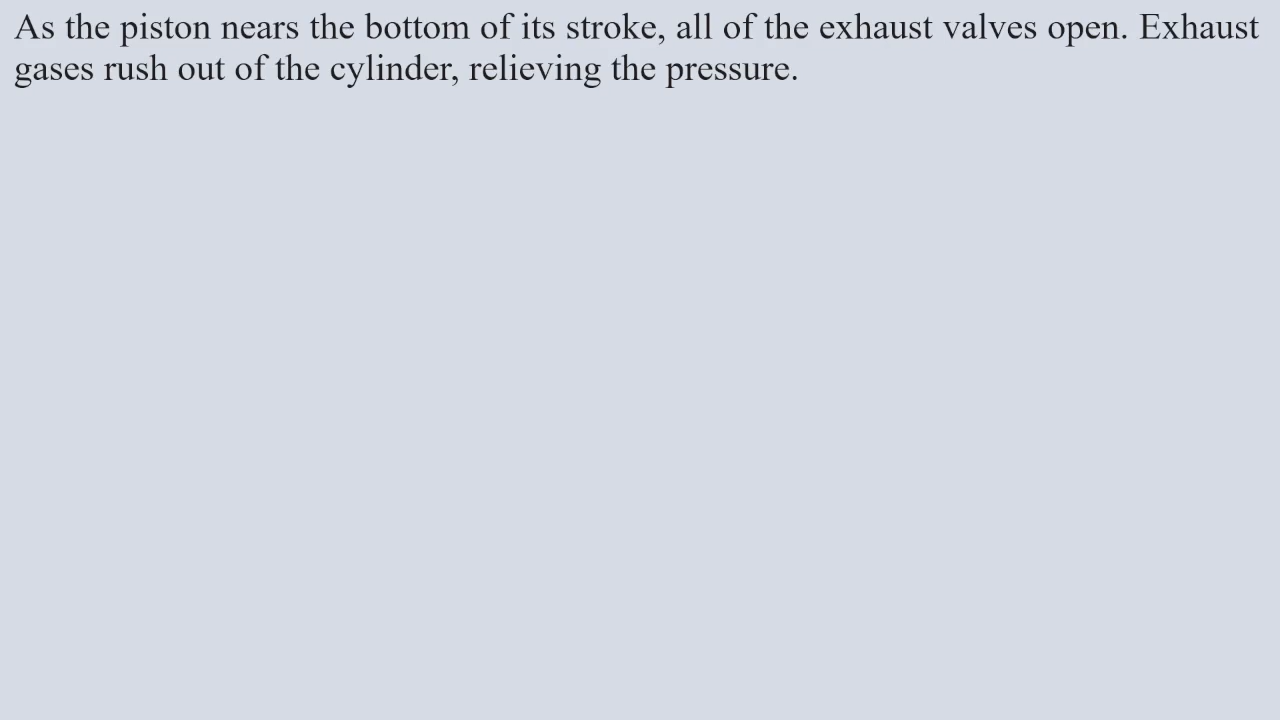 As the piston nears the bottom of its stroke, all of the exhaust valves open. Exhaust
gases rush out of the cylinder, relieving the pressure.